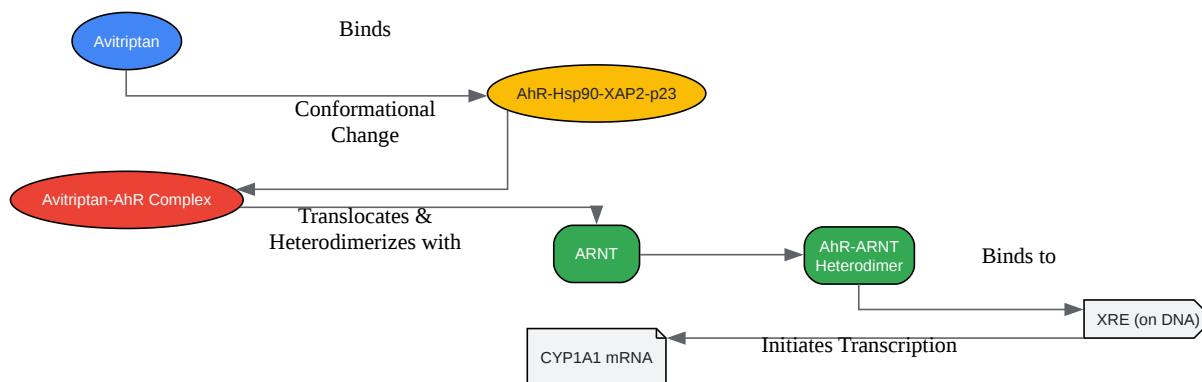 Avitriptan
Binds
AhR-Hsp90-XAP2-p23
Conformational
Change
Avitriptan-AhR Complex
Translocates &
Heterodimerizes with
ARNT
AhR-ARNT
Heterodimer
Binds to
XRE (on DNA)
Initiates Transcription
CYP1A1 mRNA